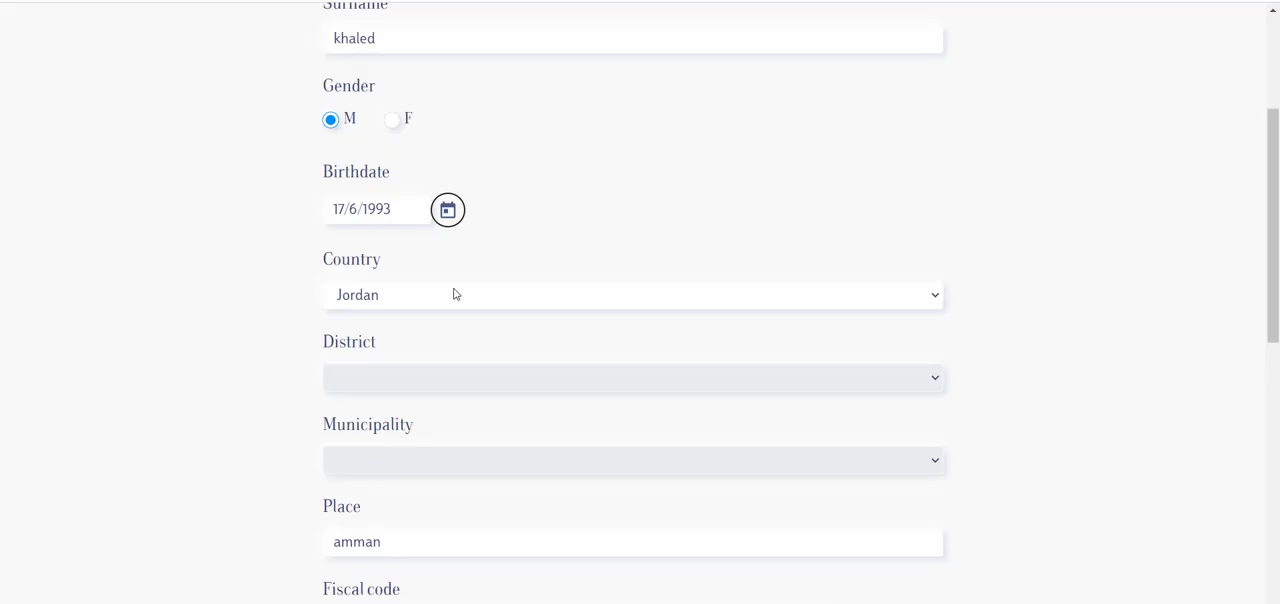 Surname
khaled
Gender
M F
Birthdate
17/6/1993
Country
Jordan
District
Municipality
Place
amman
Fiscal code